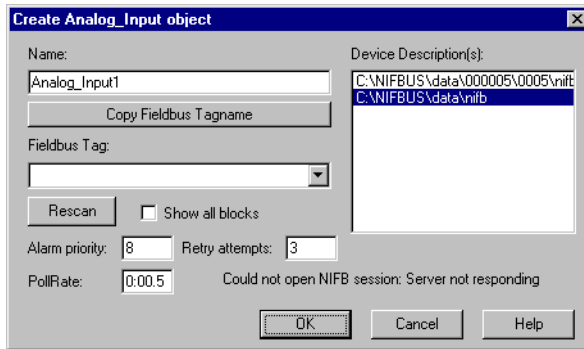 Create Analog_Input object
Name:
Analog_Input1
Copy Fieldbus Tagname
Fieldbus Tag:
Rescan
Show all blocks
Alarm priority: 8 Retry attempts: 3
PollRate: 0:00.5 Could not open NIFB session: Server not responding
Device Description(s):
C:\NIFBUS\data\000005\0005\nifb
C:\NIFBUS\data\nifb
OK Cancel Help